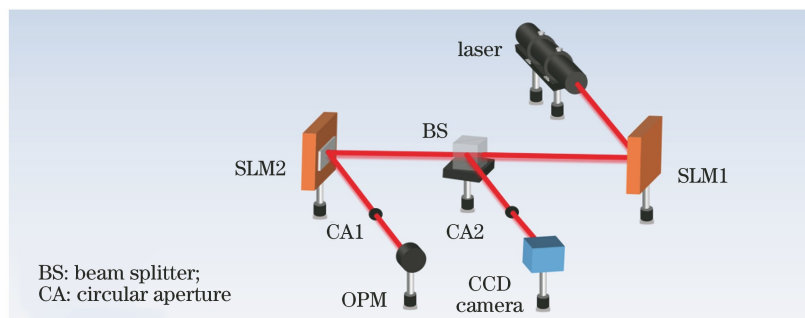 laser
BS
SLM2
SLM1
CA1
CA2
BS: beam splitter;
CA: circular aperture
OPM
CCD
camera